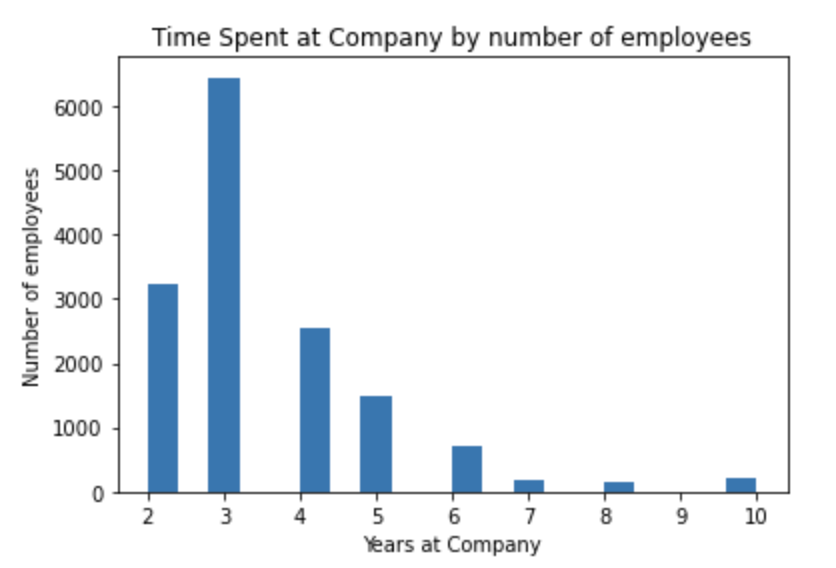 Time Spent at Company by number of employees
Number of employees
6000
5000
4000
3000
2000
1000
0
2 3 4 5 6 7 8 9 10
Years at Company